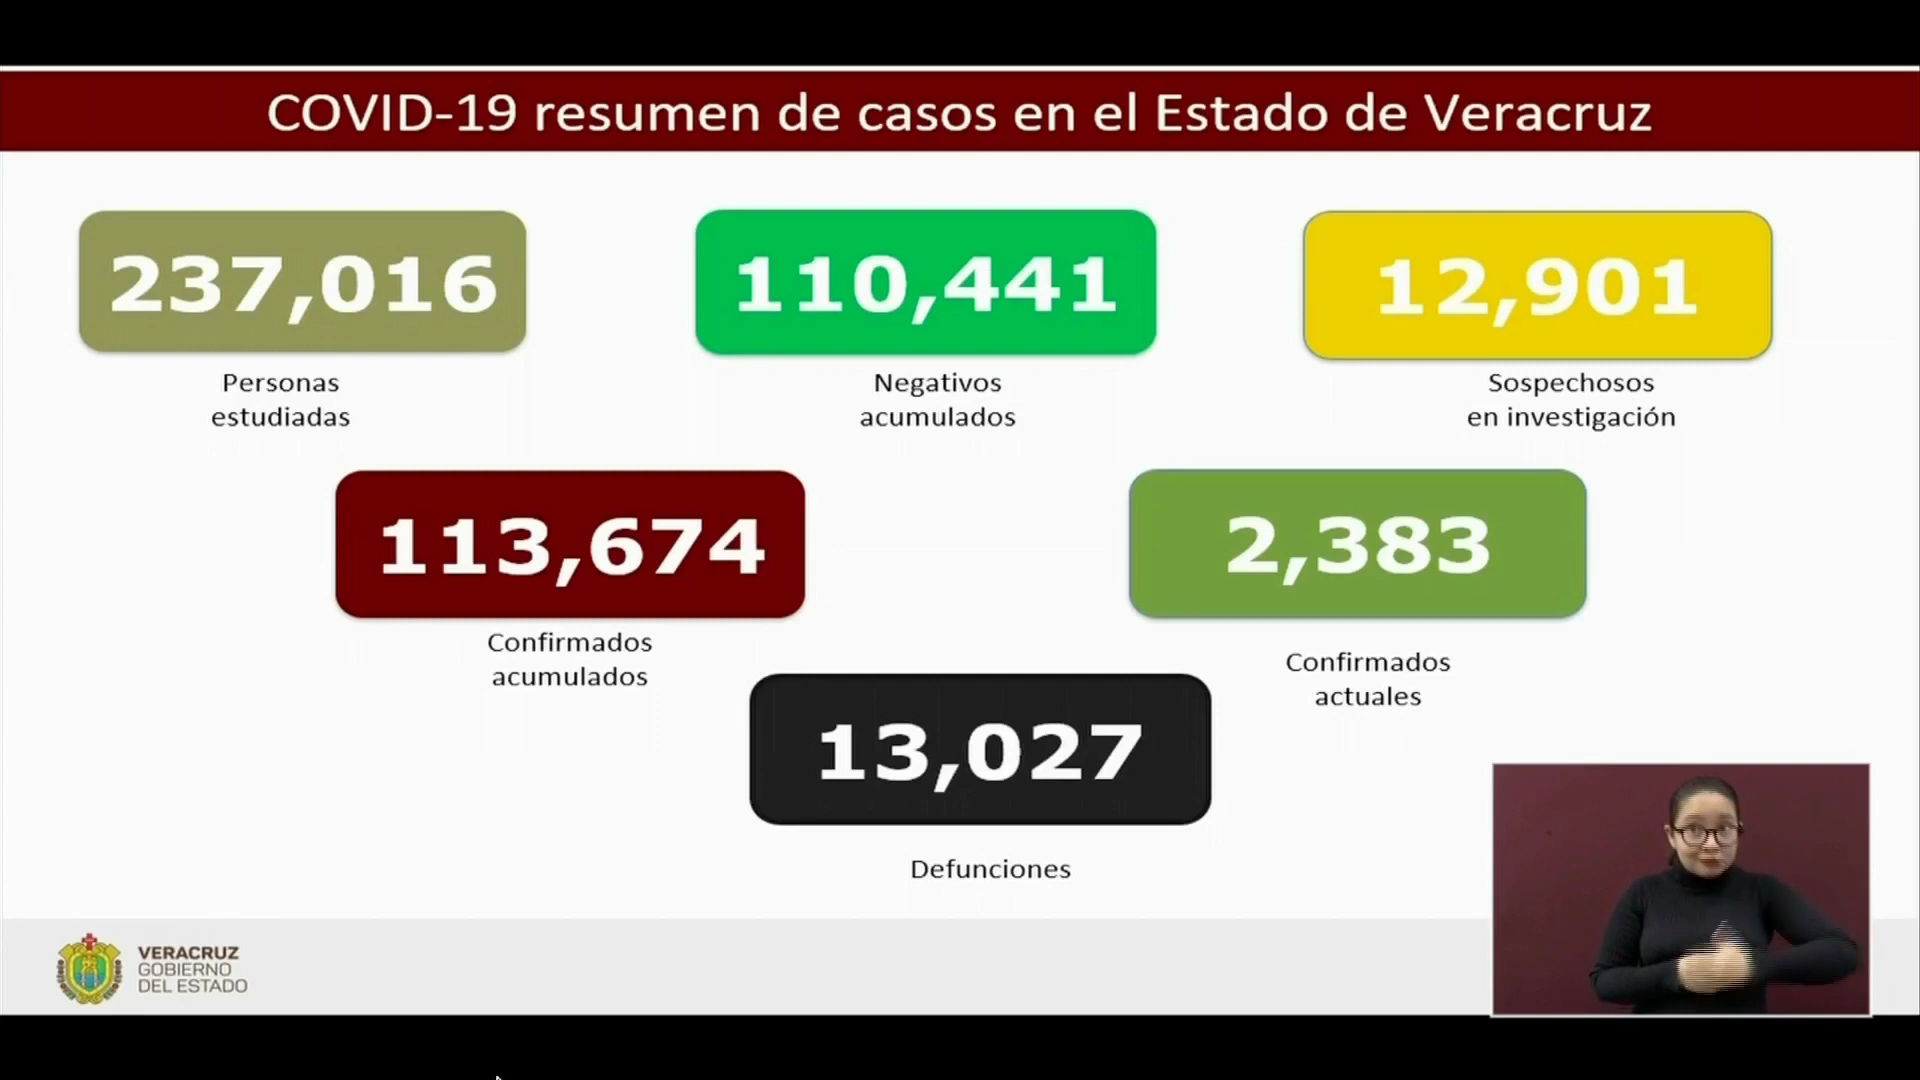 COVID-19 resumen de casos en el Estado de Veracruz
237,016
Personas
estudiadas
110,441
Negativos
acumulados
12,901
Sospechosos
en investigación
113,674
Confirmados
acumulados
2,383
Confirmados
actuales
13,027
Defunciones
VERACRUZ
GOBIERNO
DEL ESTADO